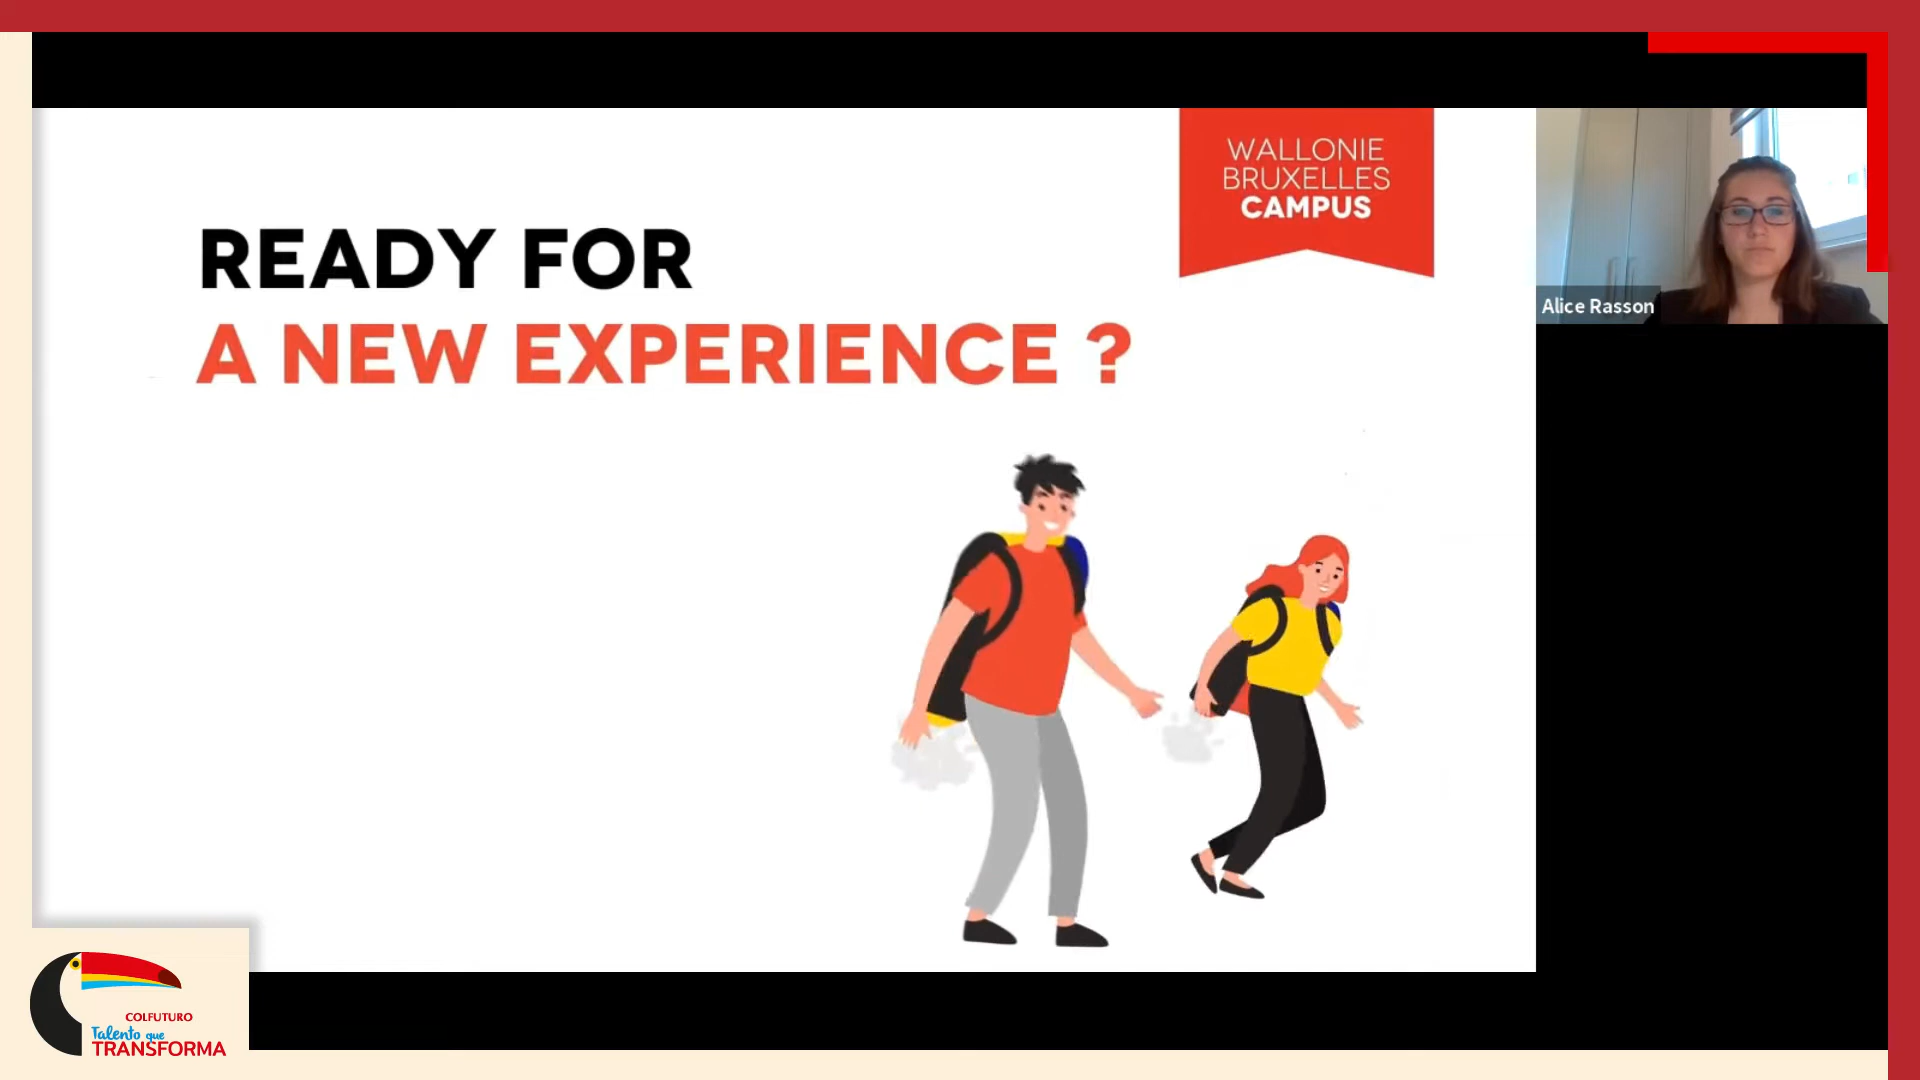 WALLONIE
BRUXELLES
CAMPUS
READY FOR
A NEW EXPERIENCE ?
Alice Rasson
COLFUTURO
Talento que
TRANSFORMA